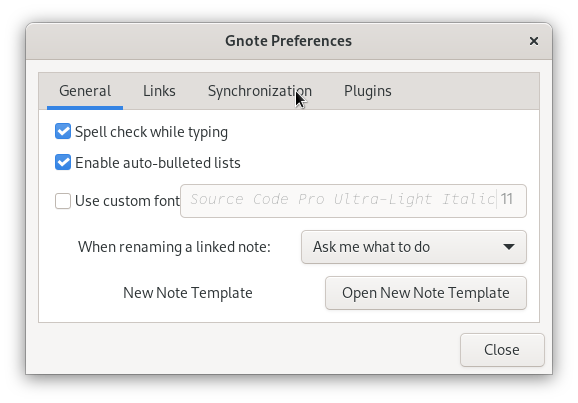 Gnote Preferences
General Links Synchronization Plugins
Spell check while typing
Enable auto-bulleted lists
Use custom font Source Code Pro Ultra-Light Italic 11
When renaming a linked note: Ask me what to do
New Note Template Open New Note Template
Close